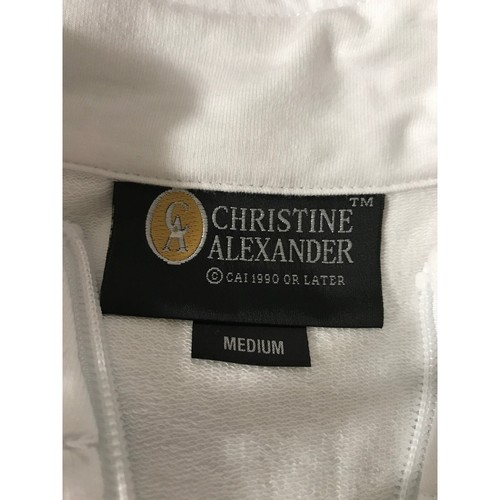 CA
CHRISTINE™
ALEXANDER
© CAI 1990 OR LATER
MEDIUM